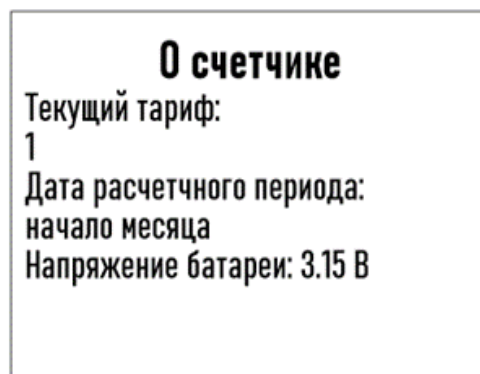 О счетчике
Текущий тариф:
1
Дата расчетчного периода:
начало месяца
Напряжение батареи: 3.15 В